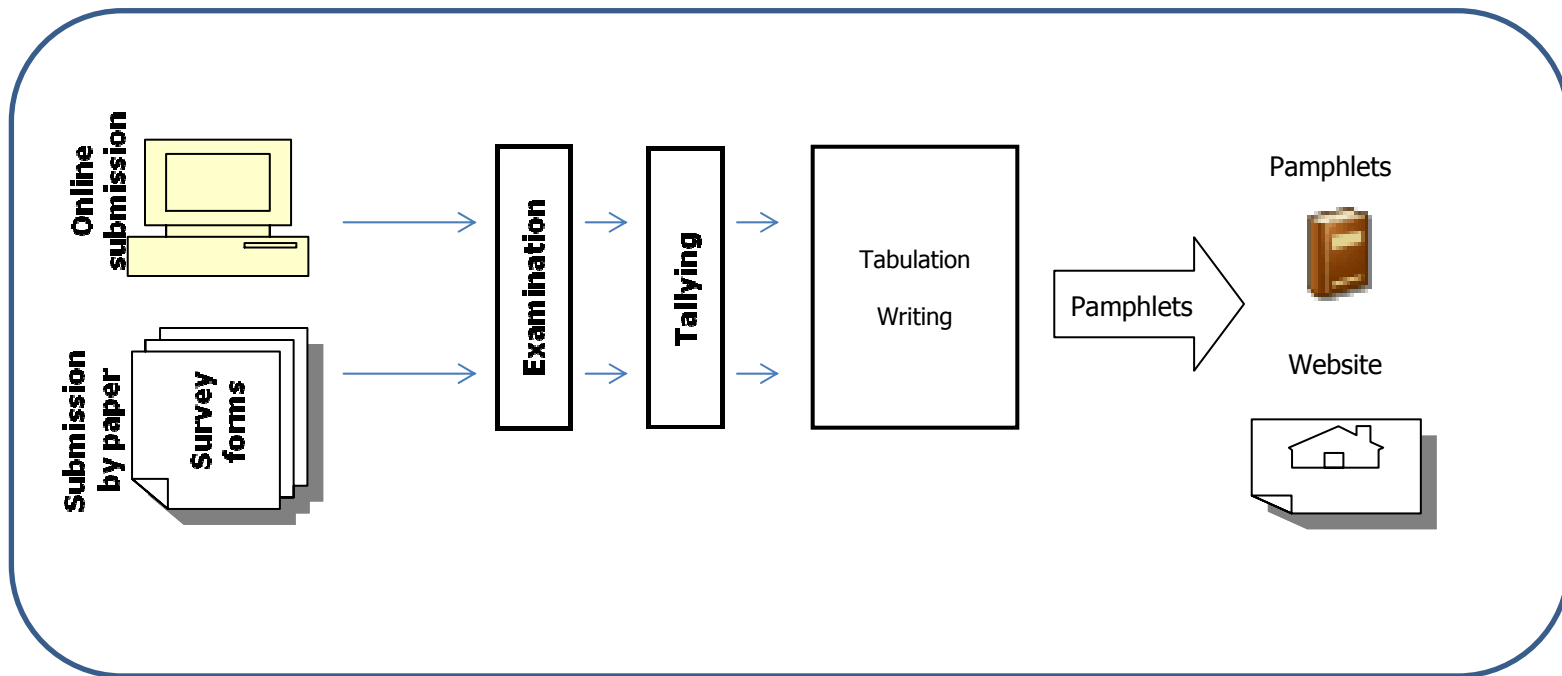 Online
submission
Submission
by paper
Survey
forms
Examination
Tallying
Tabulation
Writing
Pamphlets
Pamphlets
Website